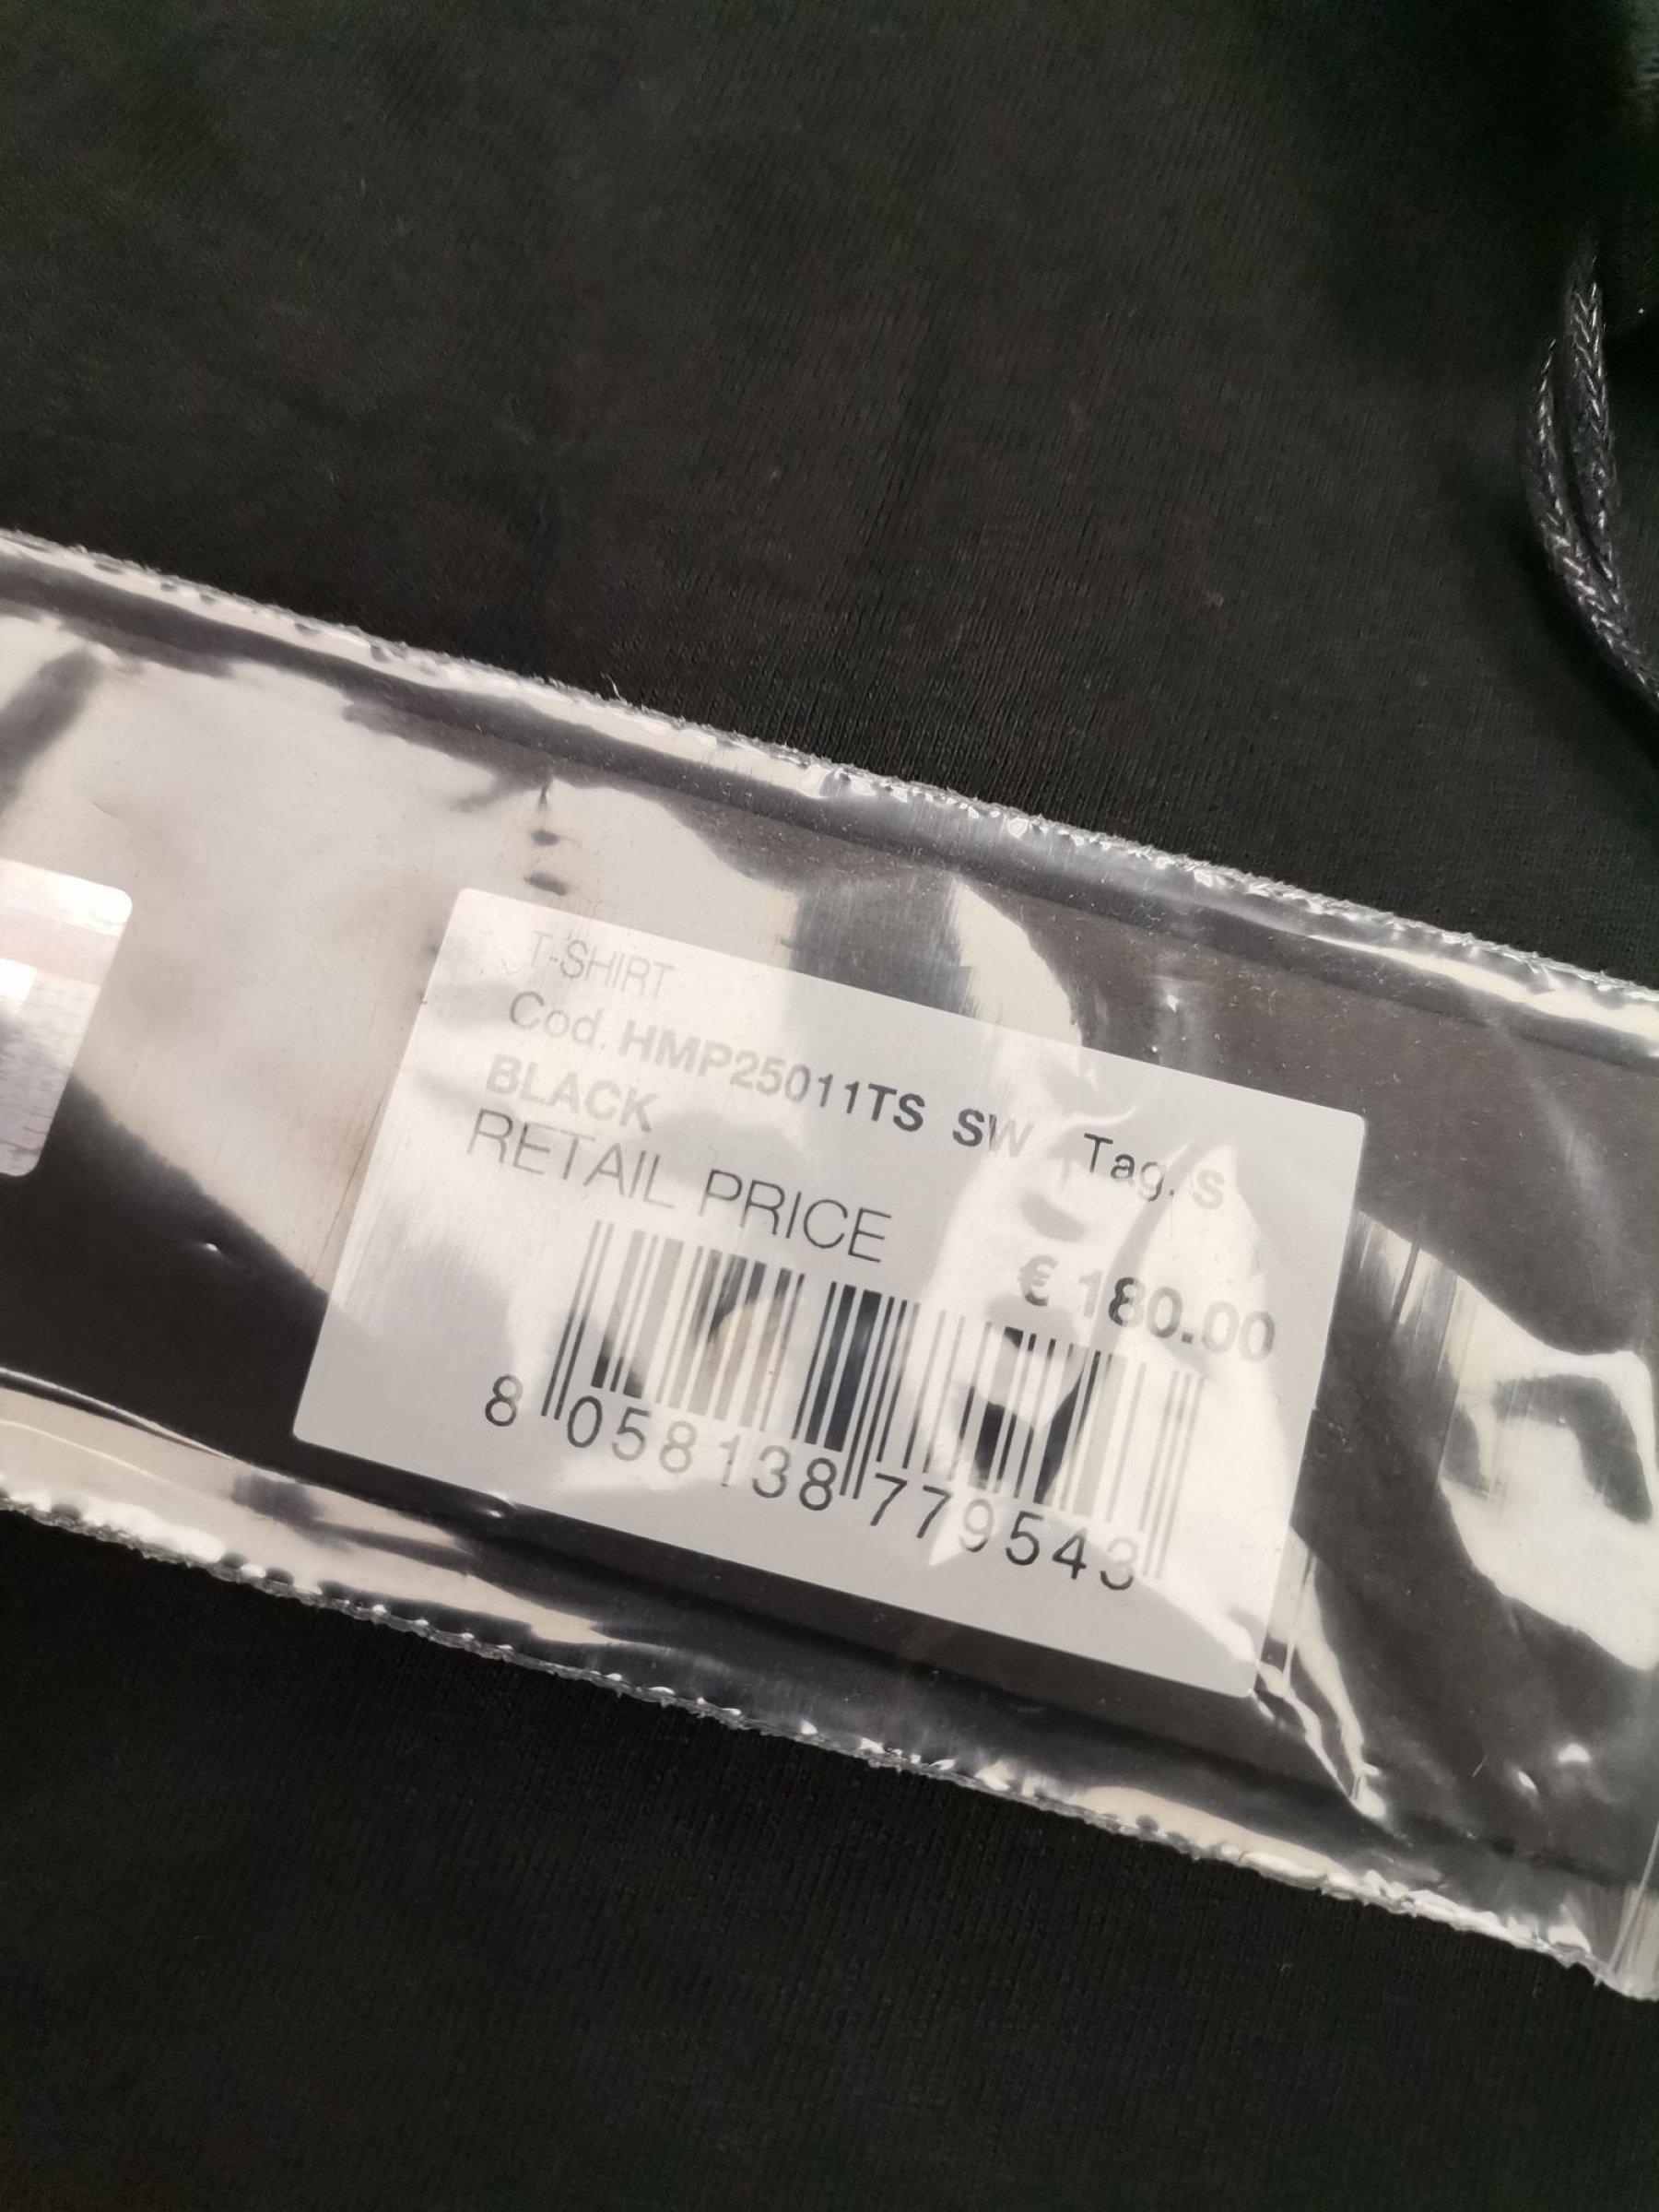 T-SHIRT
Cod. HMP25011TS SW Tag. S
BLACK
RETAIL PRICE
€ 180.00
8 058138 779543